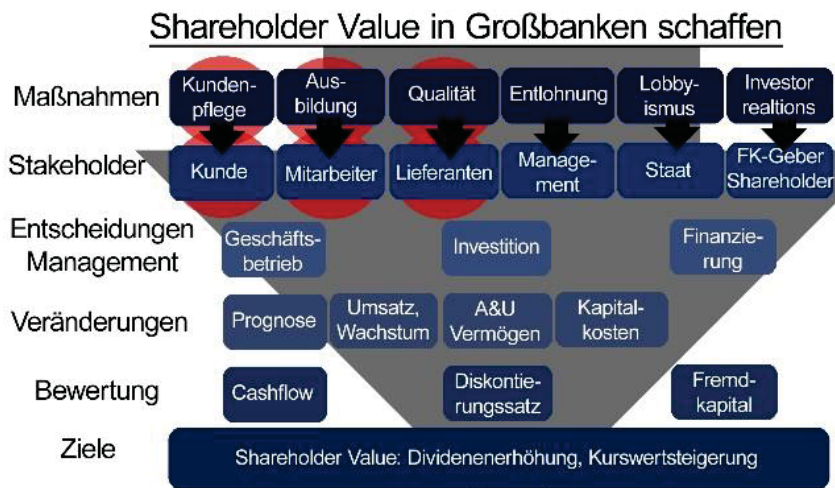 Shareholder Value in Großbanken schaffen
Maßnahmen
Kunden-
pflege
Aus-
bildung
Qualität
Entlohnung
Lobby-
ismus
Investor
realtions
Stakeholder
Kunde
Mitarbeiter
Lieferanten
Manage-
ment
Staat
FK-Geber
Shareholder
Entscheidungen
Management
Geschäfts-
betrieb
Investition
Finanzie-
rung
Veränderungen
Prognose
Umsatz,
Wachstum
A&U
Vermögen
Kapital-
kosten
Bewertung
Cashflow
Diskontie-
rungssatz
Fremd-
kapital
Ziele
Shareholder Value: Dividenenerhöhung, Kurswertsteigerung